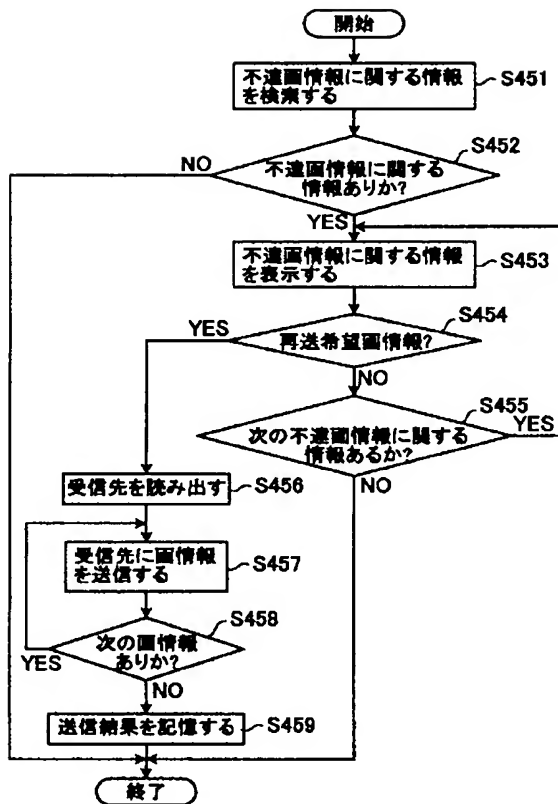 開始
不達画情報に関する情報
を検索する
S451
S452
NO
不達画情報に関する
情報ありか?
YES
不達画情報に関する情報
を表示する
S453
S454
YES
再送希望画情報?
NO
S455
YES
次の不達画情報に関する
情報あるか?
NO
受信先を読み出す
S456
受信先に画情報
を送信する
S457
S458
次の画情報
ありか?
YES
NO
送信結果を記憶する
S459
終了